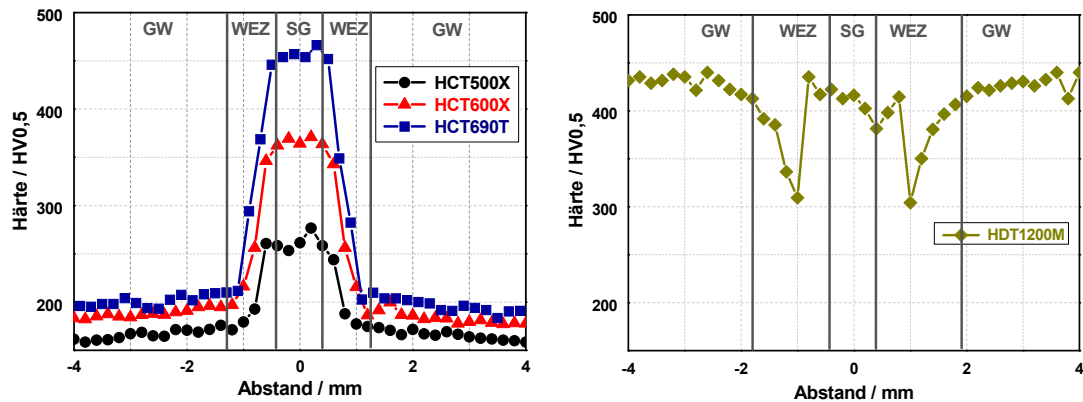 500
400
300
200
Härte / HV0,5
GW WEZ SG WEZ GW
HCT500X
HCT600X
HCT690T
-4 -2 0 2 4
Abstand / mm
500
400
300
200
Härte / HV0,5
GW WEZ SG WEZ GW
HDT1200M
-4 -2 0 2 4
Abstand / mm